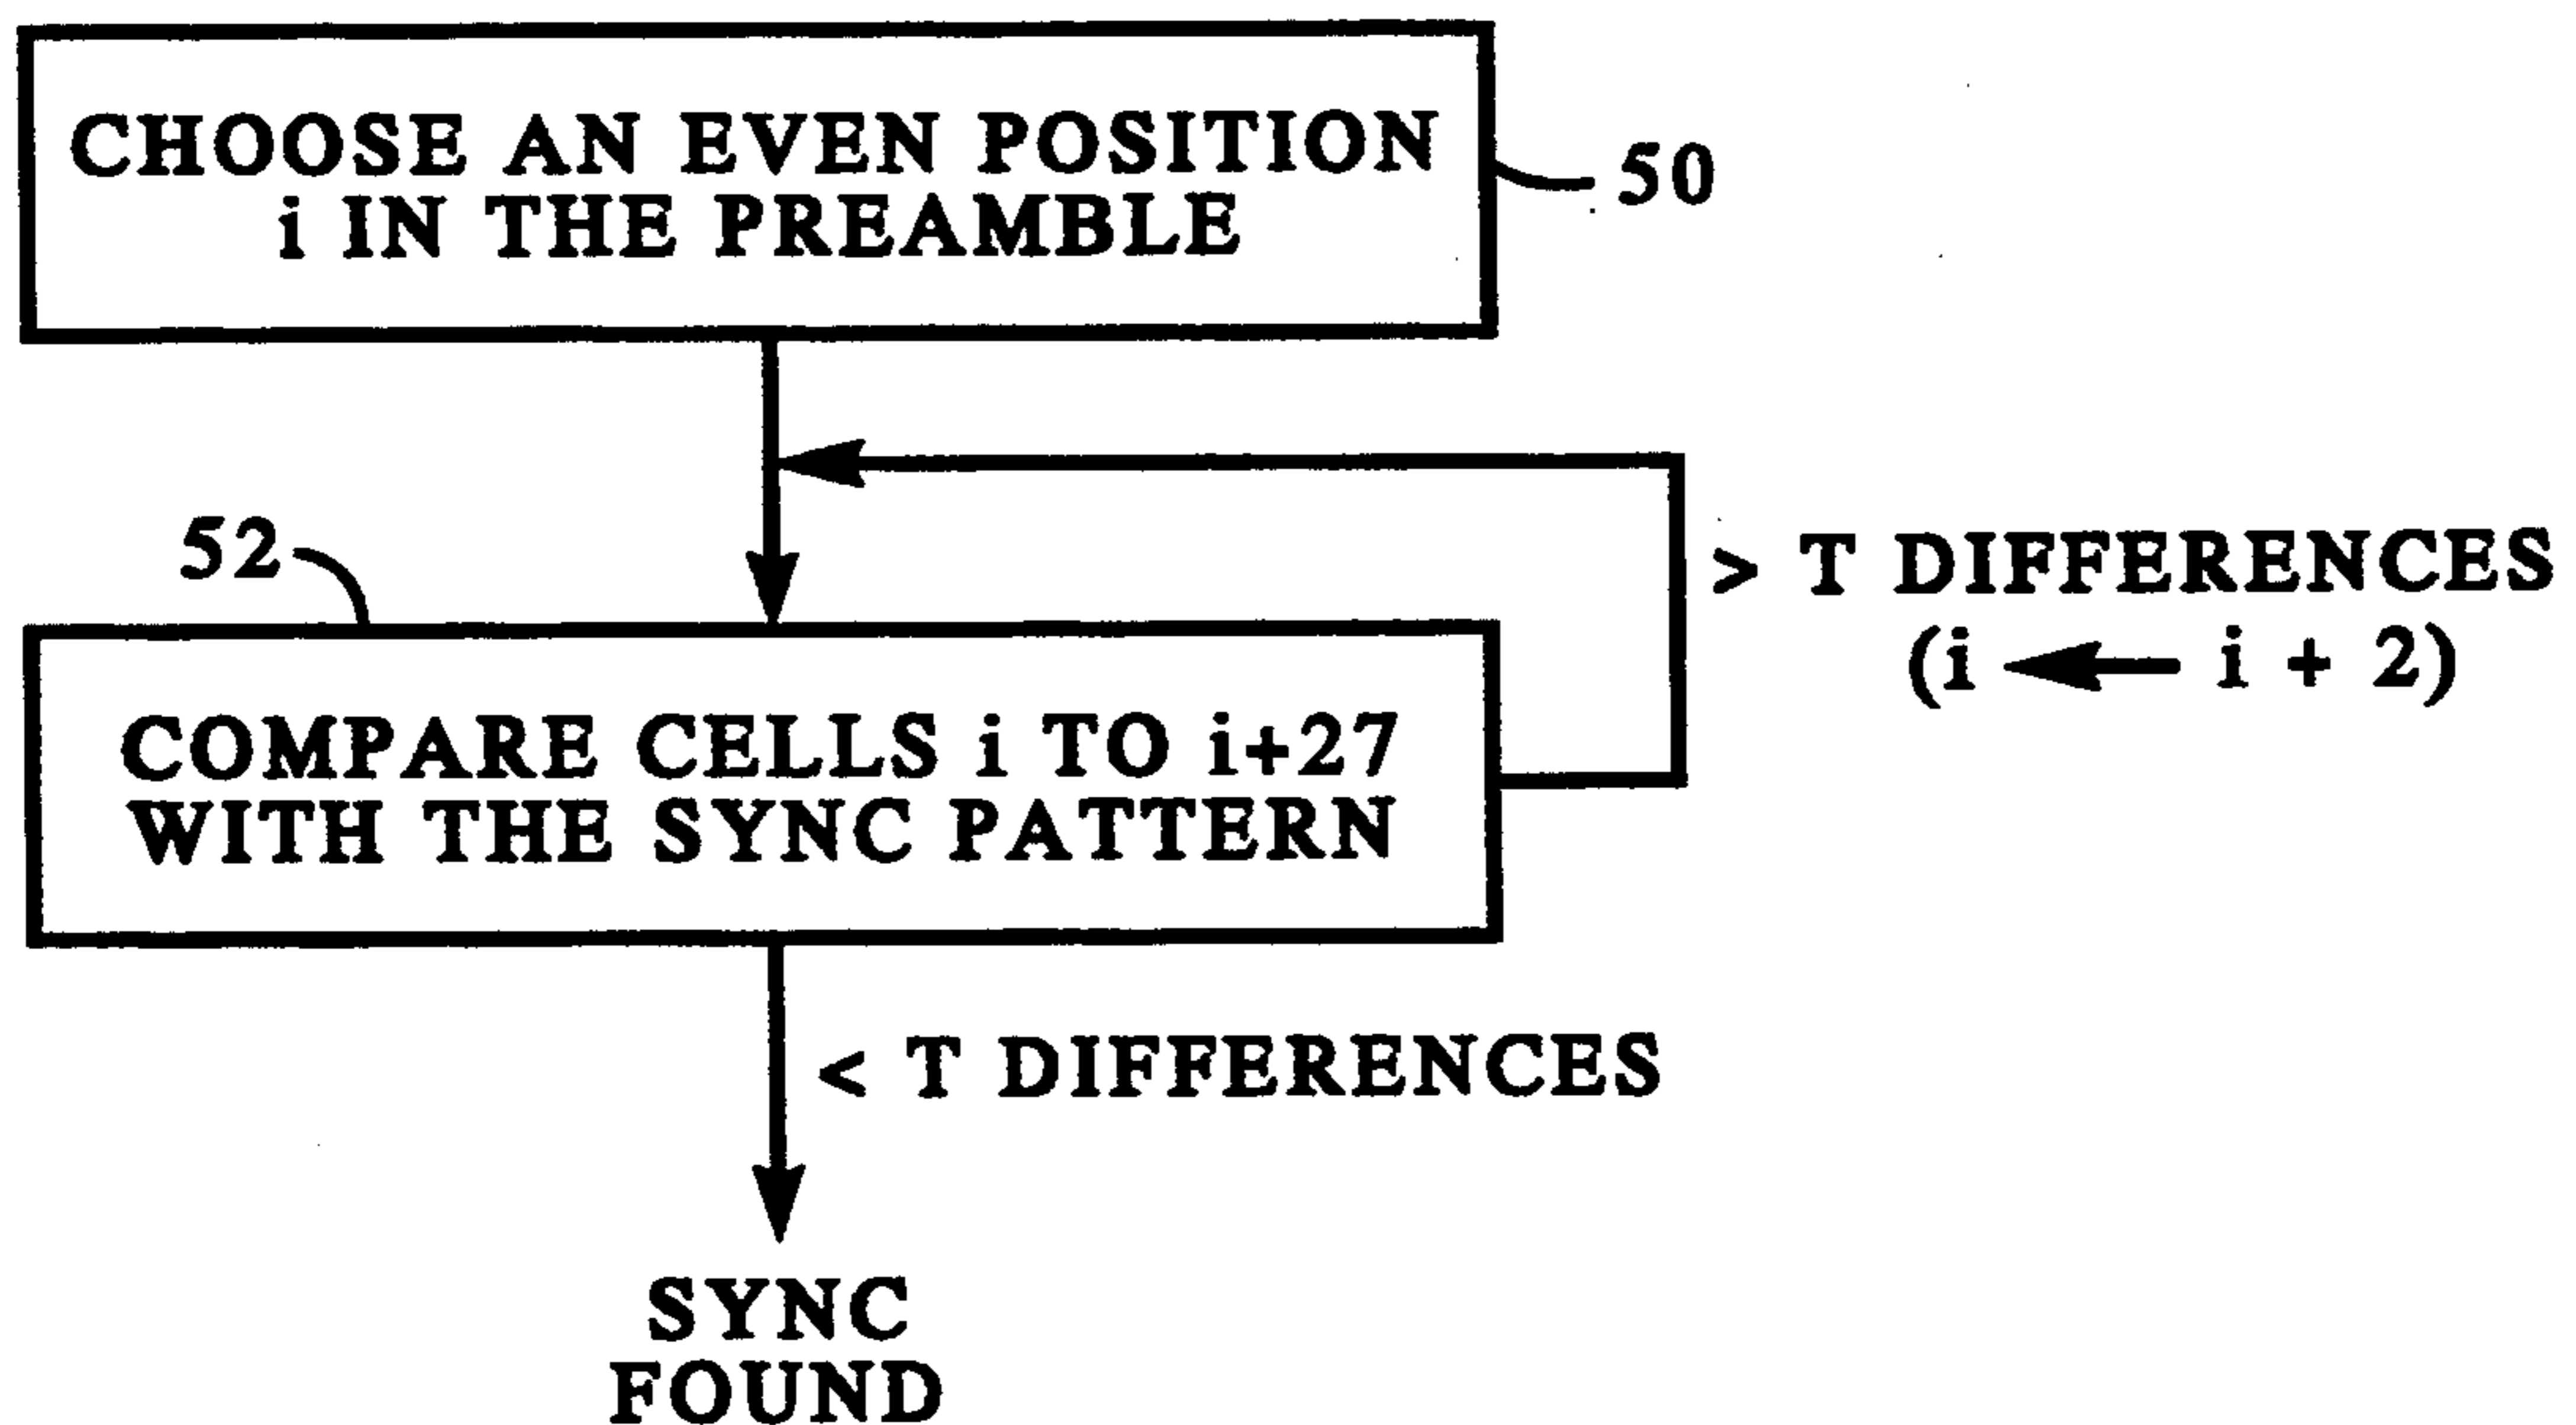 CHOOSE AN EVEN POSITION
i IN THE PREAMBLE
50
52
> T DIFFERENCES
(i ← i + 2)
COMPARE CELLS i TO i+27
WITH THE SYNC PATTERN
< T DIFFERENCES
SYNC
FOUND